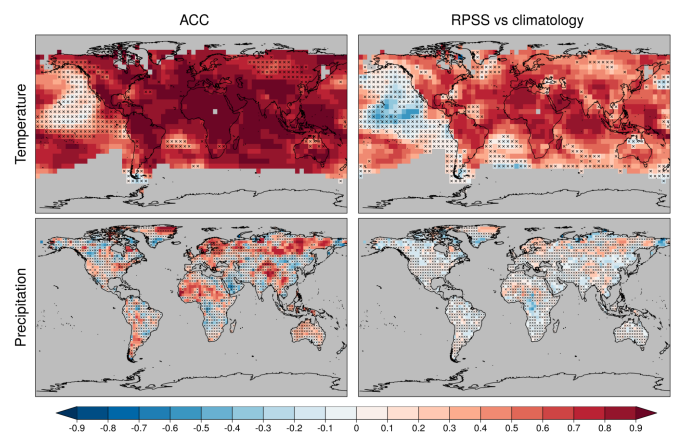 ACC
RPSS vs climatology
Temperature
Precipitation
-0.9 -0.8 -0.7 -0.6 -0.5 -0.4 -0.3 -0.2 -0.1 0 0.1 0.2 0.3 0.4 0.5 0.6 0.7 0.8 0.9